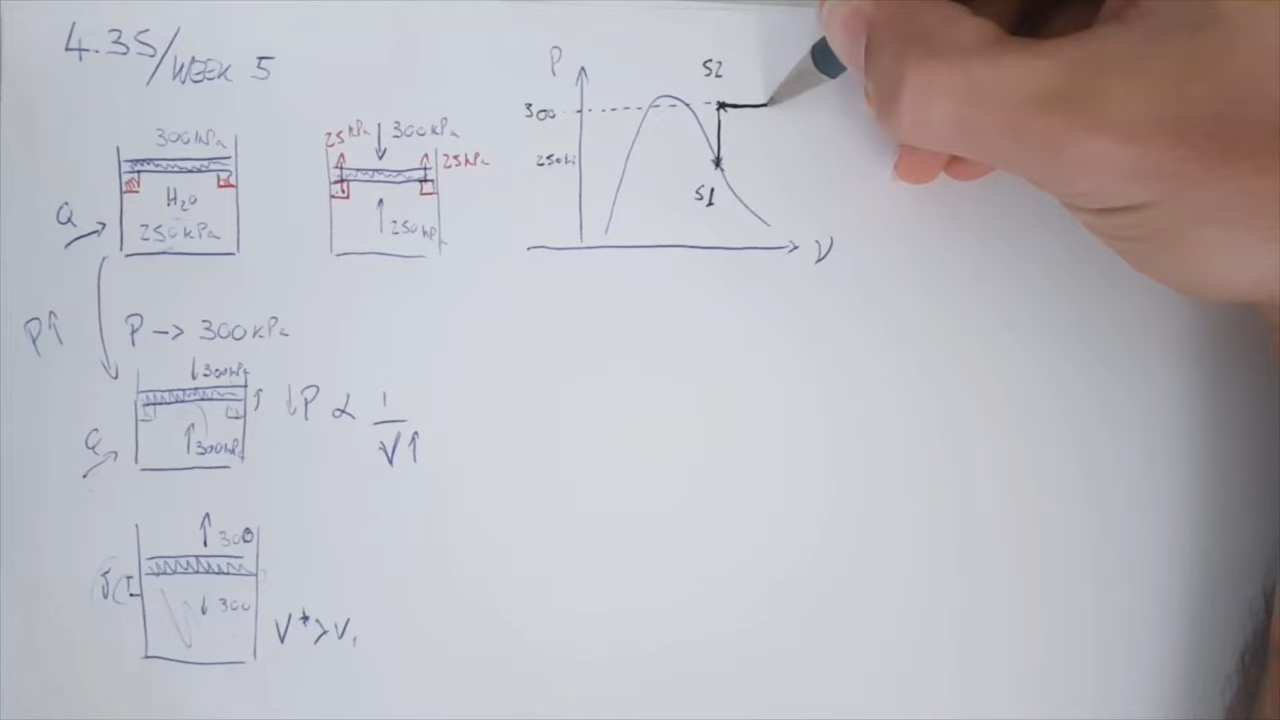 4.35/WEEK 5
300kPa
H2O
250kPa
Q
25kPa
300kPa
25kPa
250kP
P
300
250
S2
S1
V
P↑
P -> 300kPa
↓300kPa
↑300kPa
Q
↓P ∝ 1/V↑
↑300
↓300
V*>V1